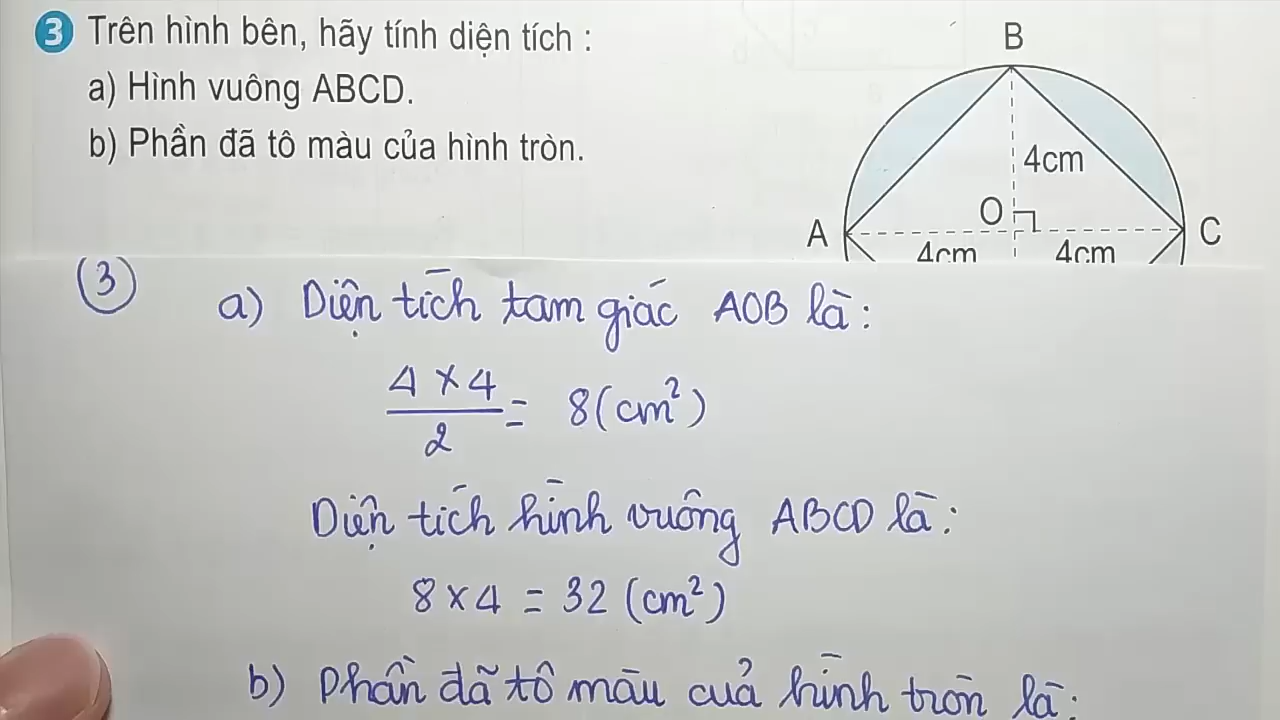 3 Trên hình bên, hãy tính diện tích :
a) Hình vuông ABCD.
b) Phần đã tô màu của hình tròn.
B
4cm
O
A
C
4cm
4cm
3
a) Diện tích tam giác AOB là:
4 × 4
2
= 8 (cm²)
Diện tích hình vuông ABCD là:
8 × 4 = 32 (cm²)
b) Phần đã tô màu của hình tròn là: